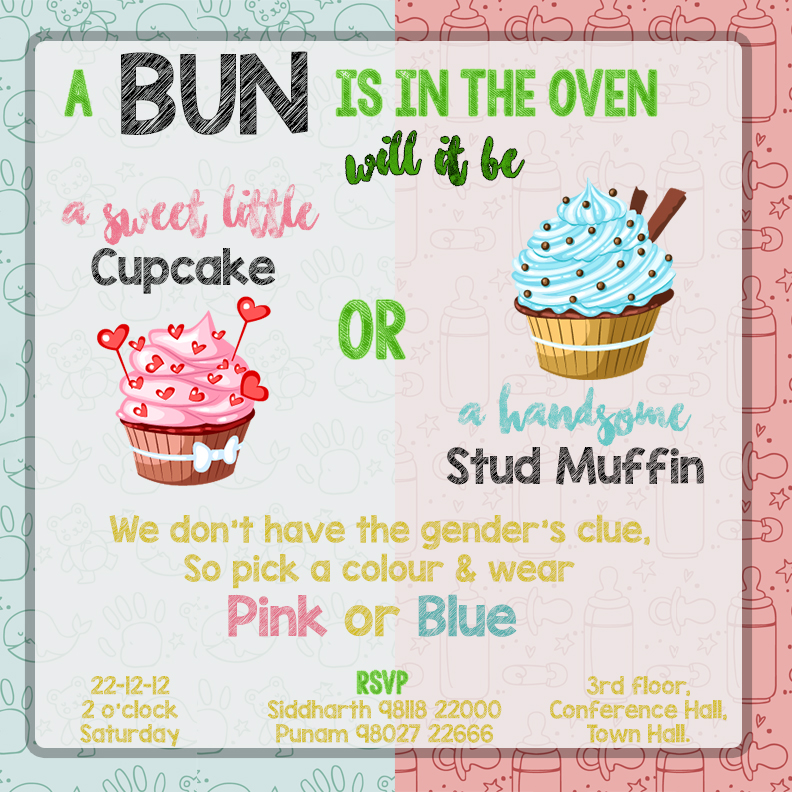 A BUN IS IN THE OVEN
will it be
a sweet little
Cupcake
OR
a handsome
Stud Muffin
We don't have the gender's clue,
So pick a colour & wear
Pink or Blue
22-12-12
2 o'clock
Saturday
RSVP
Siddharth 98118 22000
Punam 98027 22666
3rd floor,
Conference Hall,
Town Hall.